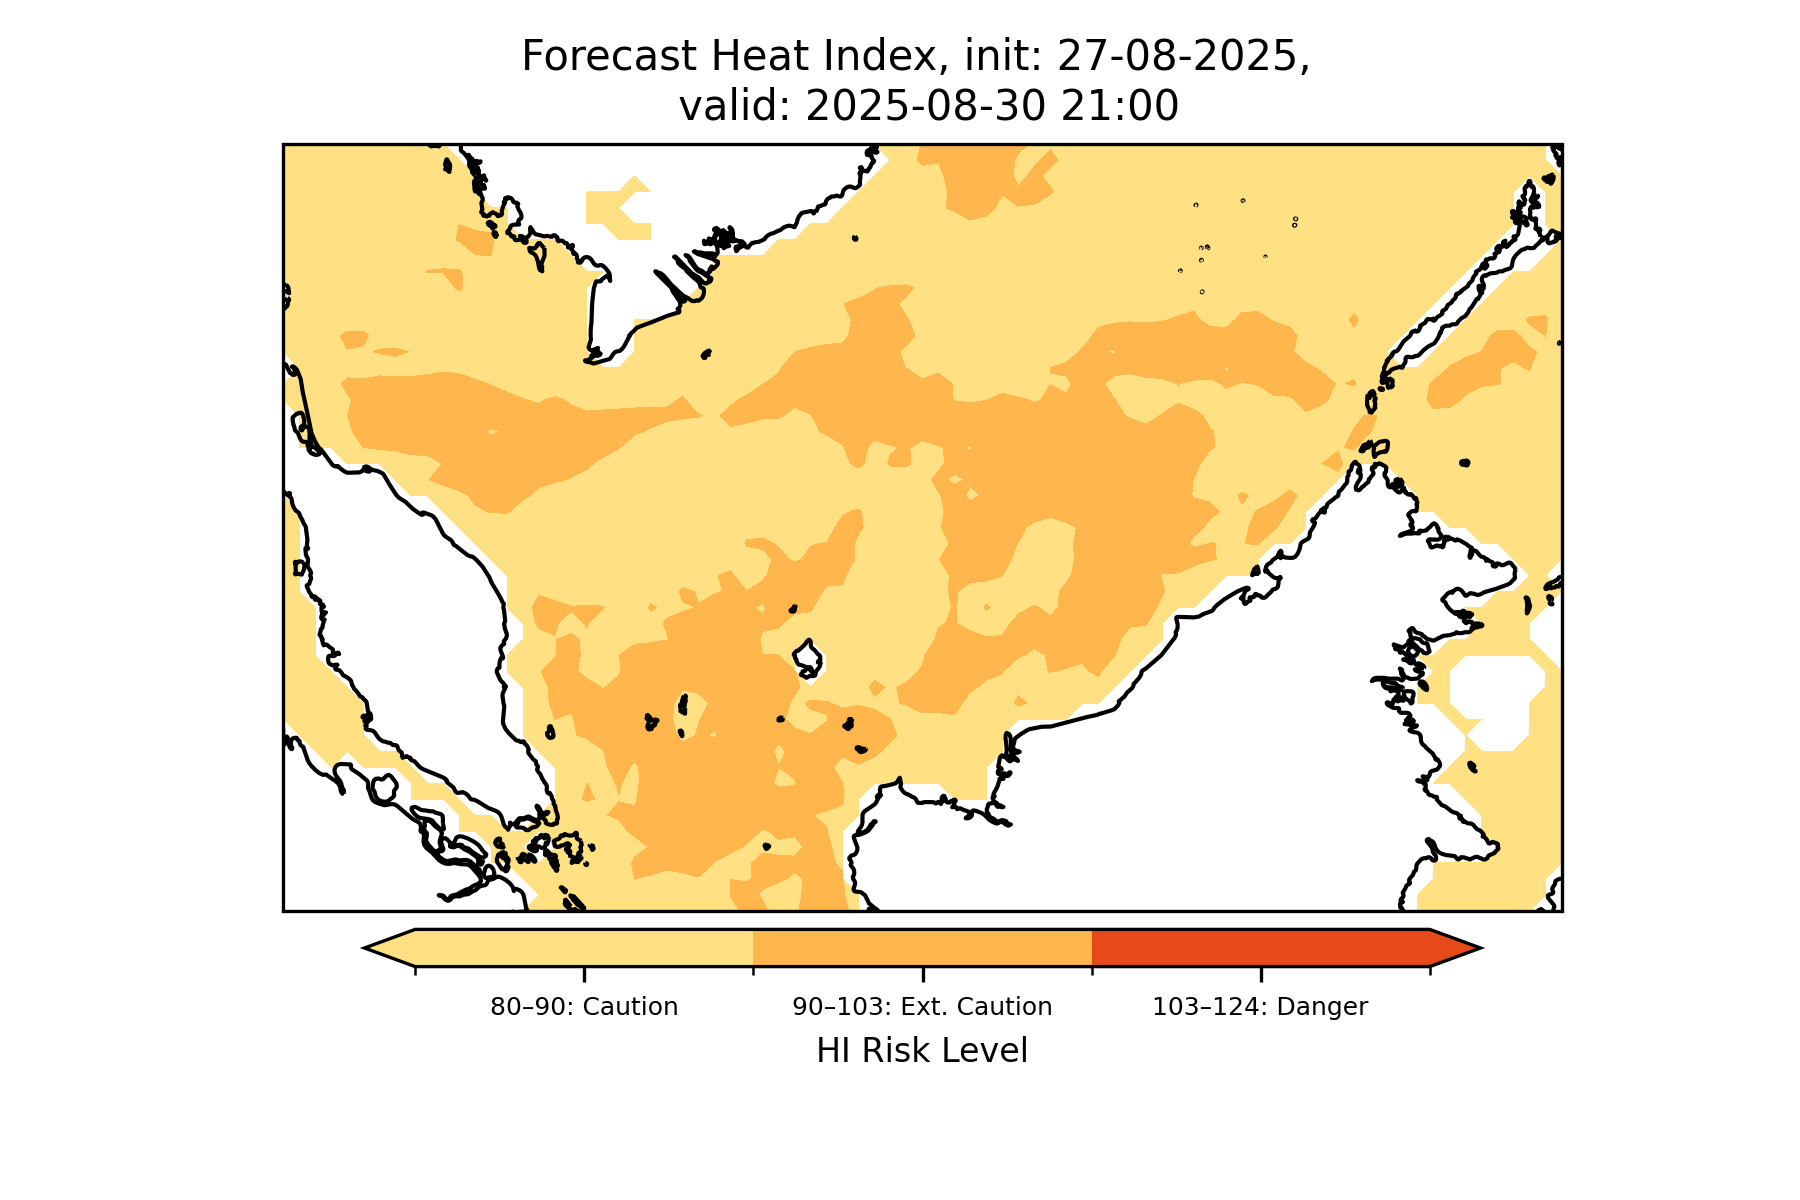 Forecast Heat Index, init: 27-08-2025,
valid: 2025-08-30 21:00
80–90: Caution
90–103: Ext. Caution
103–124: Danger
HI Risk Level